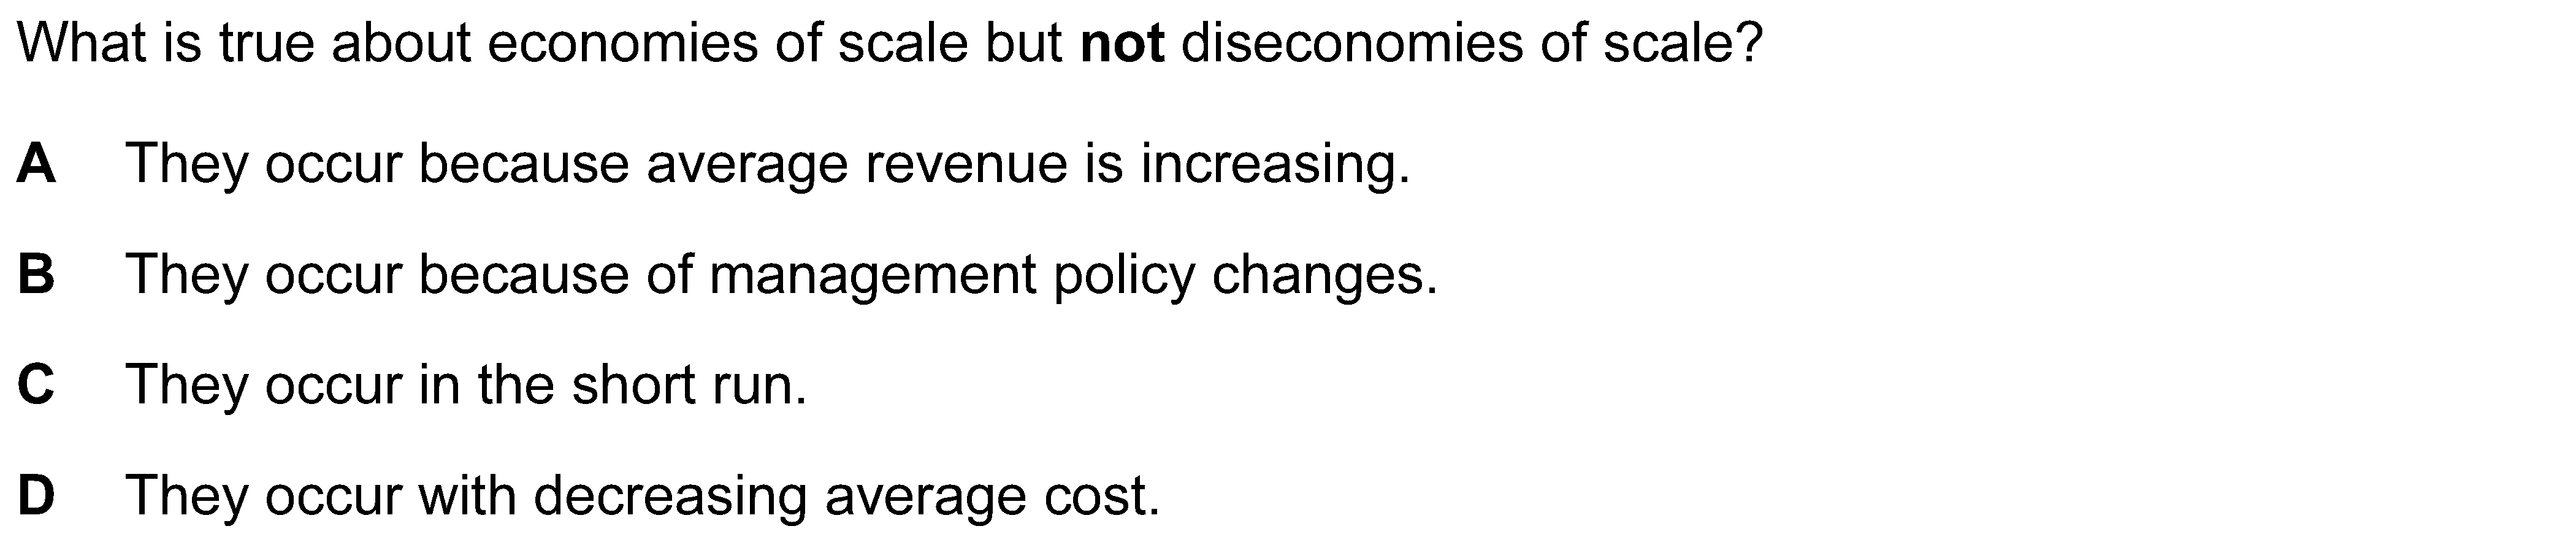 What is true about economies of scale but not diseconomies of scale?
A They occur because average revenue is increasing.
B They occur because of management policy changes.
C They occur in the short run.
D They occur with decreasing average cost.